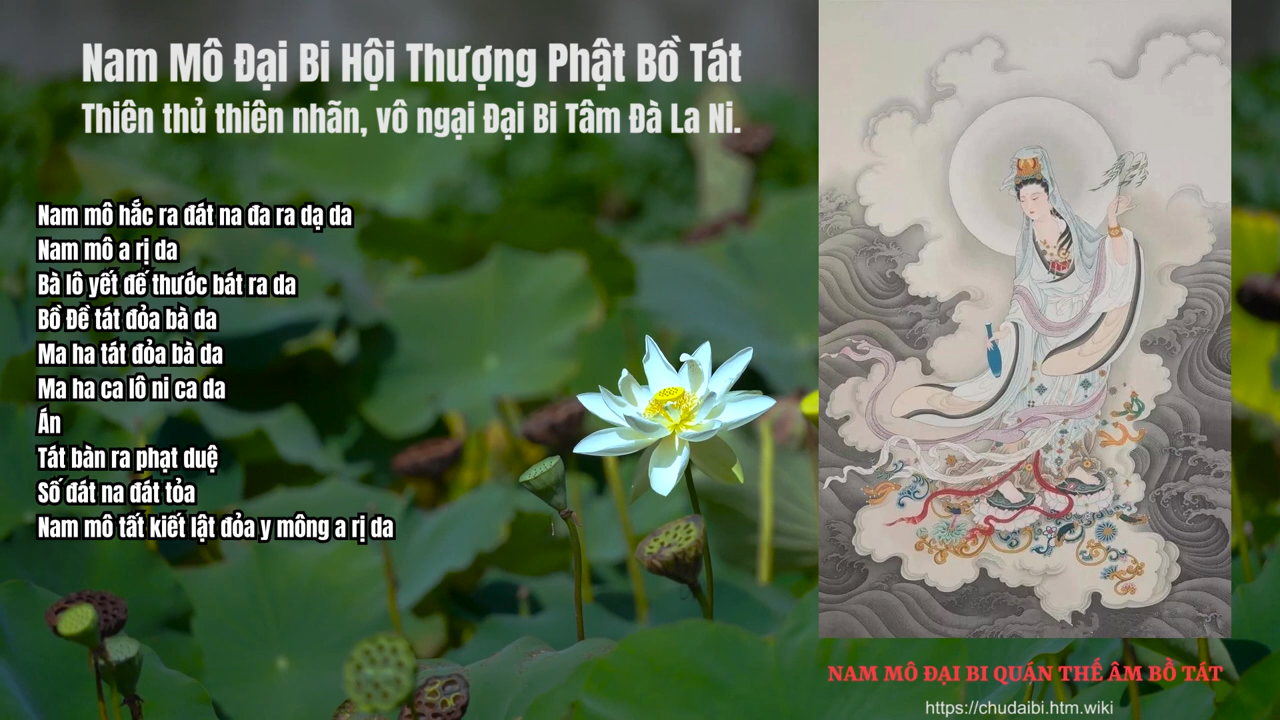 Nam Mô Đại Bi Hội Thượng Phật Bồ Tát
Thiên thủ thiên nhãn, vô ngại Đại Bi Tâm Đà La Ni.
Nam mô hắc ra đát na đa ra dạ da
Nam mô a rị da
Bà lô yết đế thước bát ra da
Bồ Đề tát đỏa bà da
Ma ha tát đỏa bà da
Ma ha ca lô ni ca da
Án
Tát bàn ra phạt duệ
Số đát na đát tỏa
Nam mô tất kiết lật đỏa y mông a rị da
NAM MÔ ĐẠI BI QUÁN THẾ ÂM BỒ TÁT
https://chudaibi.htm.wiki